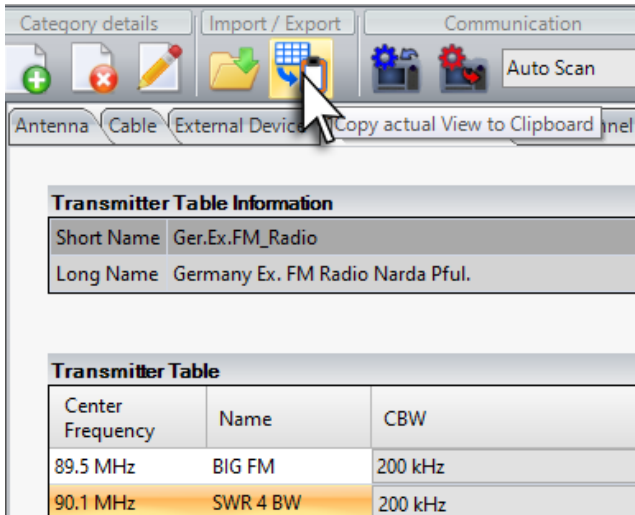 Category details Import / Export Communication
Auto Scan
Antenna Cable External Device Copy actual View to Clipboard nnel
Transmitter Table Information
Short Name Ger.Ex.FM_Radio
Long Name Germany Ex. FM Radio Narda Pful.
Transmitter Table
Center Frequency Name CBW
89.5 MHz BIG FM 200 kHz
90.1 MHz SWR 4 BW 200 kHz